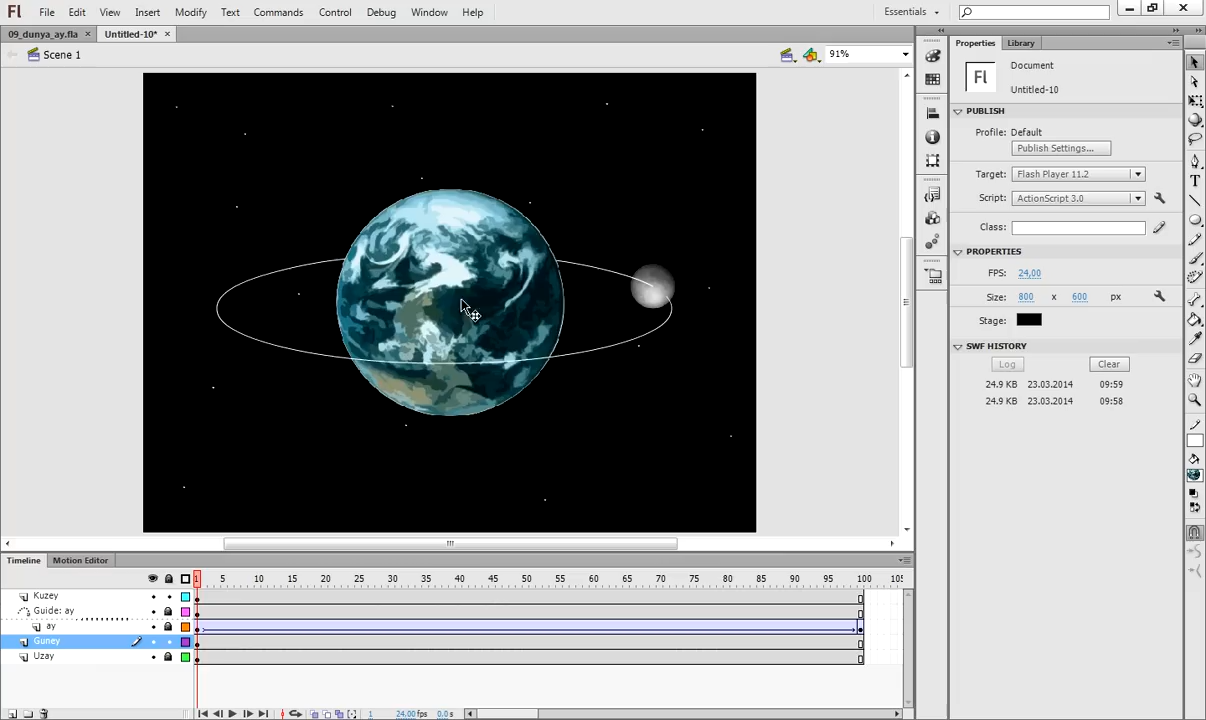 Fl File Edit View Insert Modify Text Commands Control Debug Window Help Essentials
09_dunya_ay.fla × Untitled-10* ×
Scene 1 91%
Properties Library
Fl Document
Untitled-10
PUBLISH
Profile: Default
Publish Settings...
Target: Flash Player 11.2
Script: ActionScript 3.0
Class:
PROPERTIES
FPS: 24,00
Size: 800 x 600 px
Stage:
SWF HISTORY
Log Clear
24.9 KB 23.03.2014 09:59
24.9 KB 23.03.2014 09:58
Timeline Motion Editor
1 5 10 15 20 25 30 35 40 45 50 55 60 65 70 75 80 85 90 95 100 105
Kuzey
Guide: ay
ay
Guney
Uzay
1 24.00 fps 0.0 s